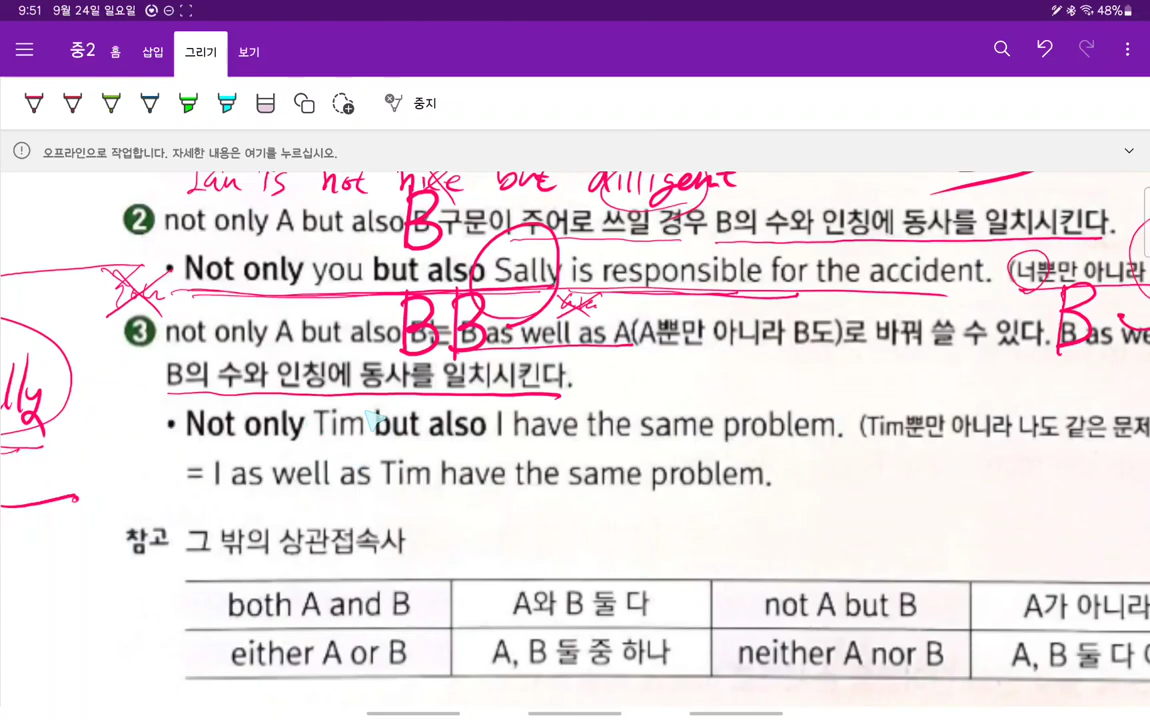 9:51 9월 24일 일요일 48%
중2 홈 삽입 그리기 보기
중지
오프라인으로 작업합니다. 자세한 내용은 여기를 누르십시오.
Ian is not but dilligent
❷ not only A but also B 구문이 주어로 쓰일 경우 B의 수와 인칭에 동사를 일치시킨다.
• Not only you but also Sally is responsible for the accident. (너뿐만 아니라
❸ not only A but also B는 B as well as A(A뿐만 아니라 B도)로 바꿔 쓸 수 있다. B as we
lly
B의 수와 인칭에 동사를 일치시킨다.
• Not only Tim but also I have the same problem. (Tim뿐만 아니라 나도 같은 문제
= I as well as Tim have the same problem.
참고 그 밖의 상관접속사
both A and B A와 B 둘 다 not A but B A가 아니라
either A or B A, B 둘 중 하나 neither A nor B A, B 둘 다